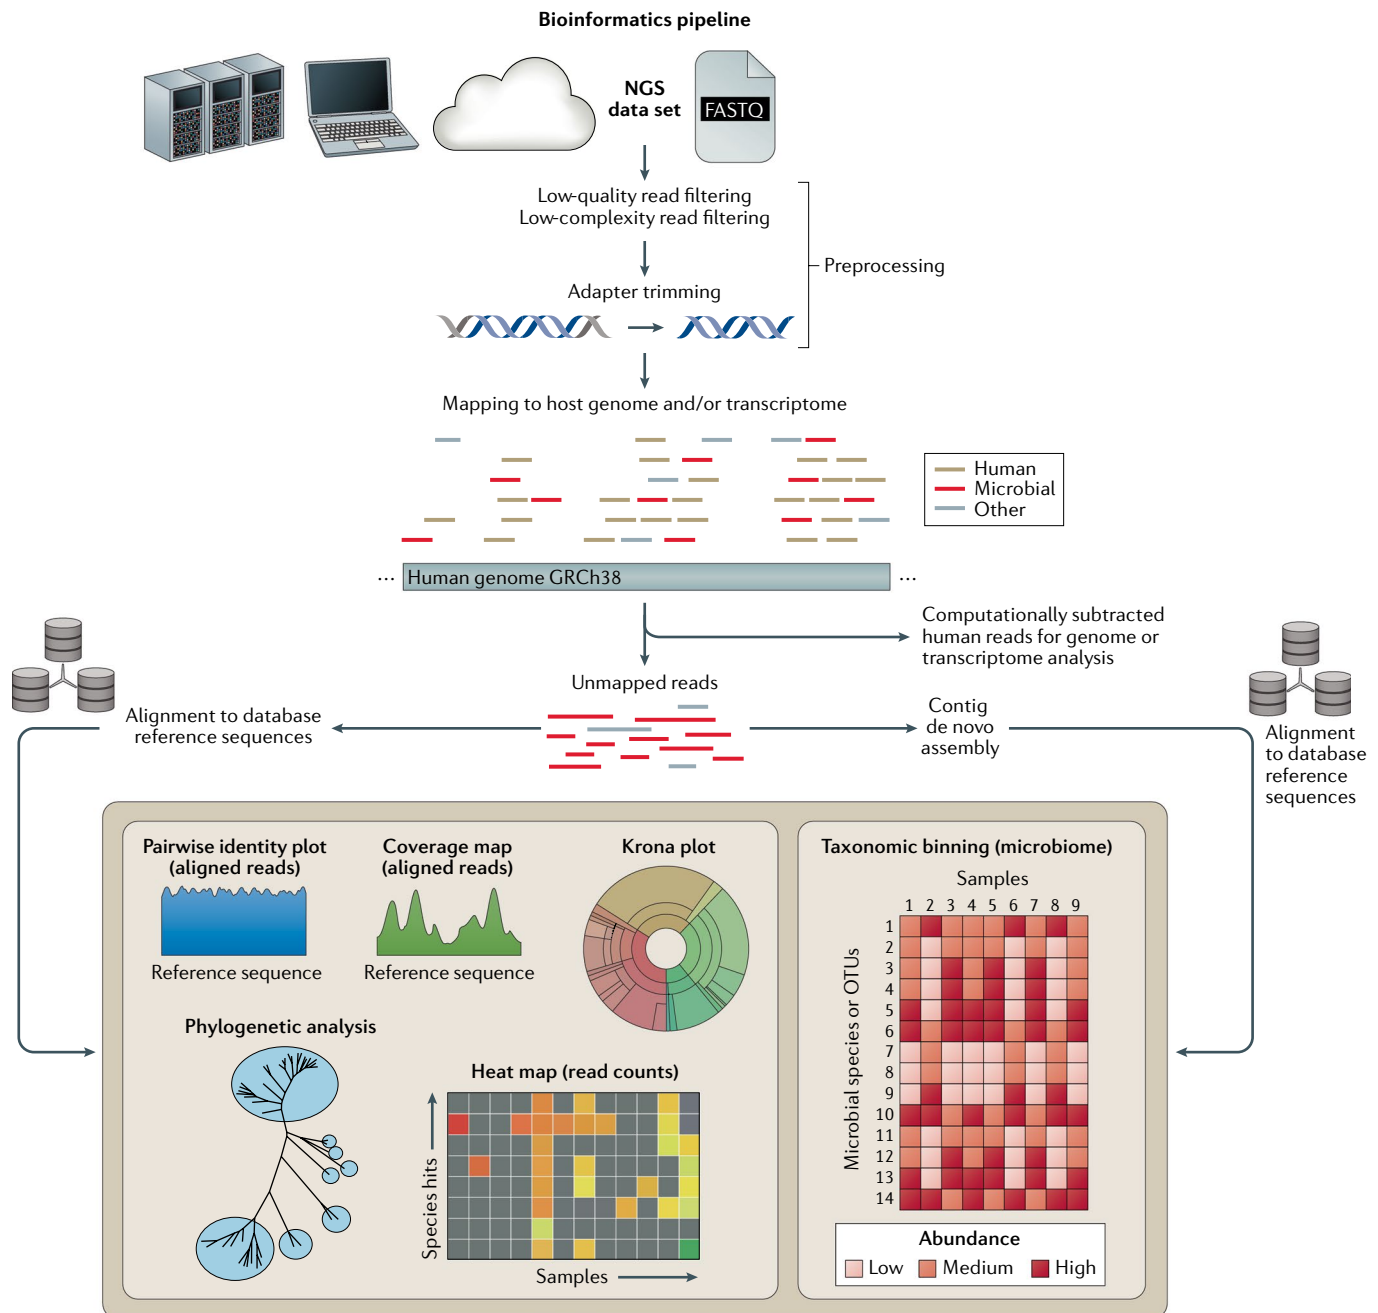 Bioinformatics pipeline
NGS
data set
FASTQ
Low-quality read filtering
Low-complexity read filtering
Preprocessing
Adapter trimming
Mapping to host genome and/or transcriptome
Human
Microbial
Other
... Human genome GRCh38 ...
Computationally subtracted
human reads for genome or
transcriptome analysis
Unmapped reads
Alignment to database
reference sequences
Contig
de novo
assembly
Alignment
to database
reference
sequences
Pairwise identity plot
(aligned reads)
Reference sequence
Coverage map
(aligned reads)
Reference sequence
Krona plot
Phylogenetic analysis
Heat map (read counts)
Species hits
Samples
Taxonomic binning (microbiome)
Samples
1 2 3 4 5 6 7 8 9
Microbial species or OTUs
1
2
3
4
5
6
7
8
9
10
11
12
13
14
Abundance
Low
Medium
High